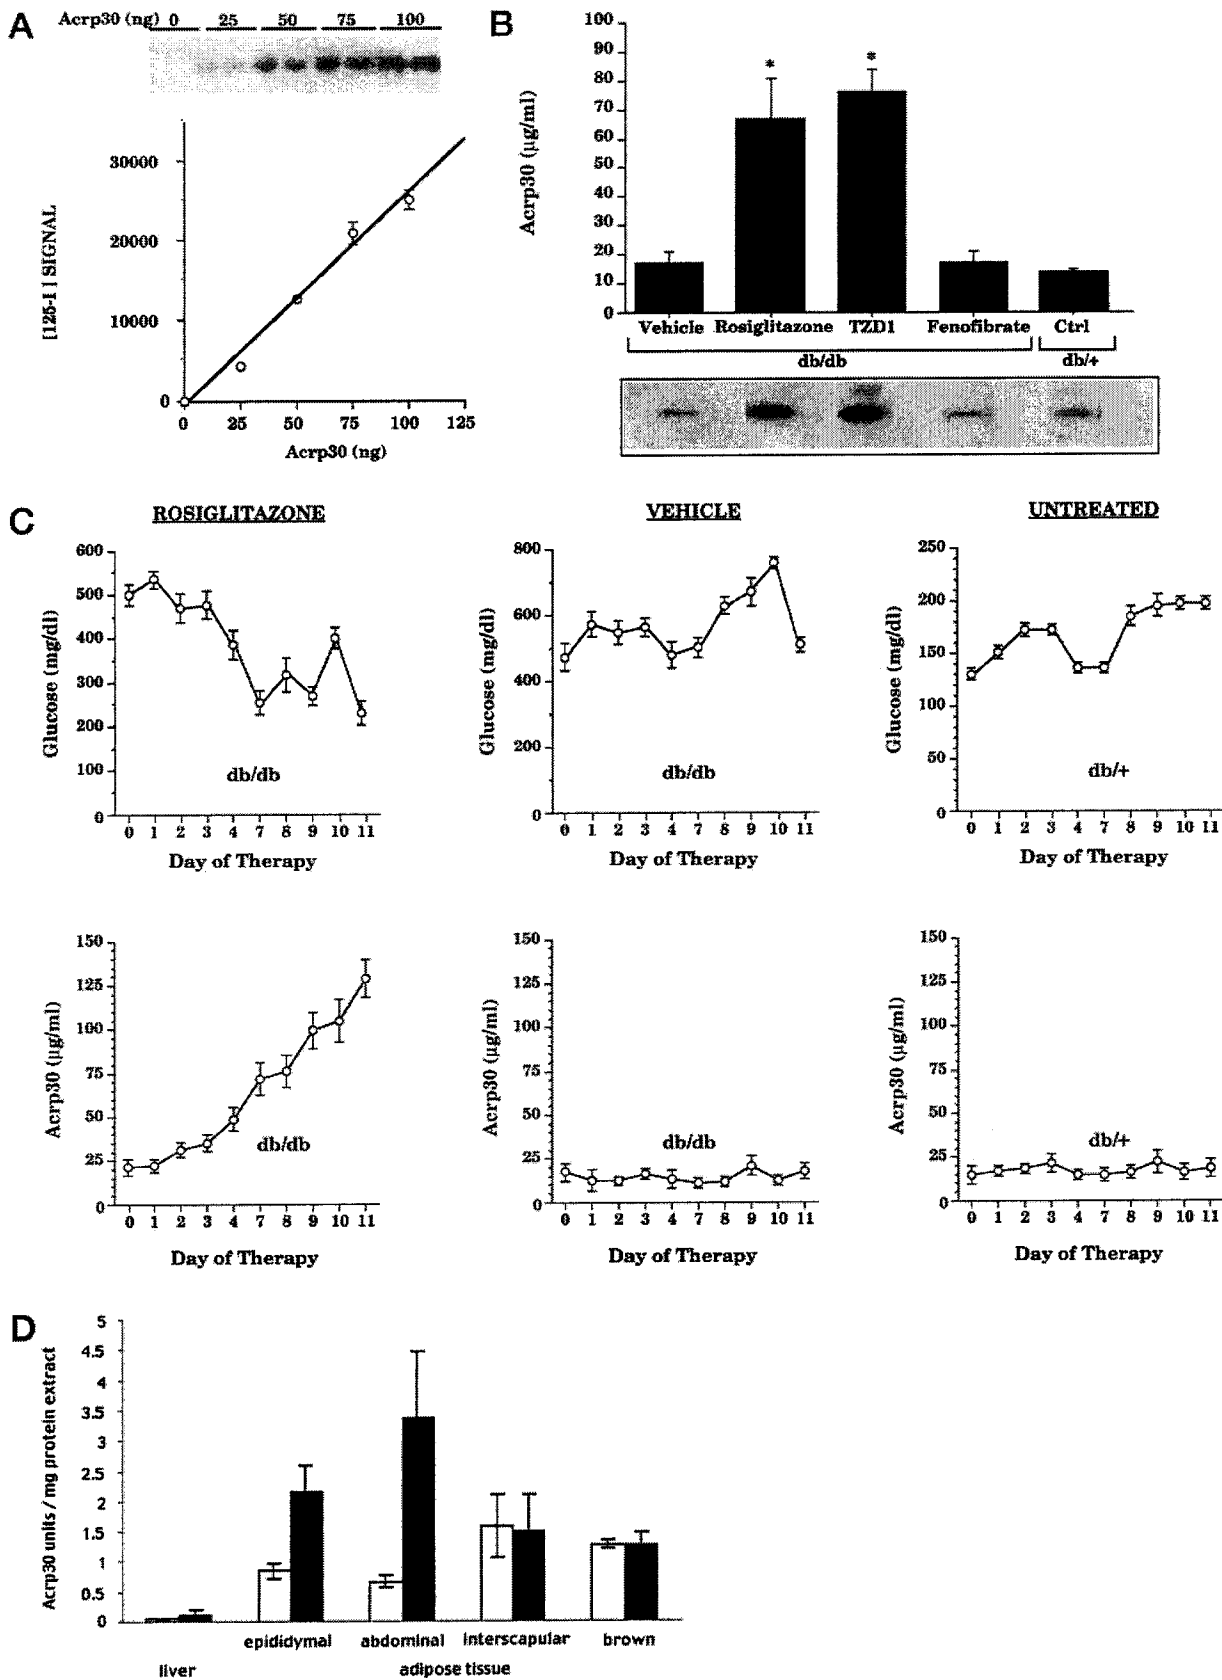 A
Acrp30 (ng) 0 25 50 75 100
[125-I] SIGNAL
30000
20000
10000
0
0 25 50 75 100 125
Acrp30 (ng)
B
Acrp30 (µg/ml)
100
90
80
70
60
50
40
30
20
10
0
* *
Vehicle Rosiglitazone TZD1 Fenofibrate Ctrl
db/db db/+
C
ROSIGLITAZONE
Glucose (mg/dl)
600
500
400
300
200
100
0
db/db
0 1 2 3 4 7 8 9 10 11
Day of Therapy
VEHICLE
Glucose (mg/dl)
800
600
400
200
0
db/db
0 1 2 3 4 7 8 9 10 11
Day of Therapy
UNTREATED
Glucose (mg/dl)
250
200
150
100
50
0
db/+
0 1 2 3 4 7 8 9 10 11
Day of Therapy
Acrp30 (µg/ml)
150
125
100
75
50
25
0
db/db
0 1 2 3 4 7 8 9 10 11
Day of Therapy
Acrp30 (µg/ml)
150
125
100
75
50
25
0
db/db
0 1 2 3 4 7 8 9 10 11
Day of Therapy
Acrp30 (µg/ml)
150
125
100
75
50
25
0
db/+
0 1 2 3 4 7 8 9 10 11
Day of Therapy
D
Acrp30 units / mg protein extract
5
4.5
4
3.5
3
2.5
2
1.5
1
0.5
0
epididymal abdominal interscapular brown
liver adipose tissue